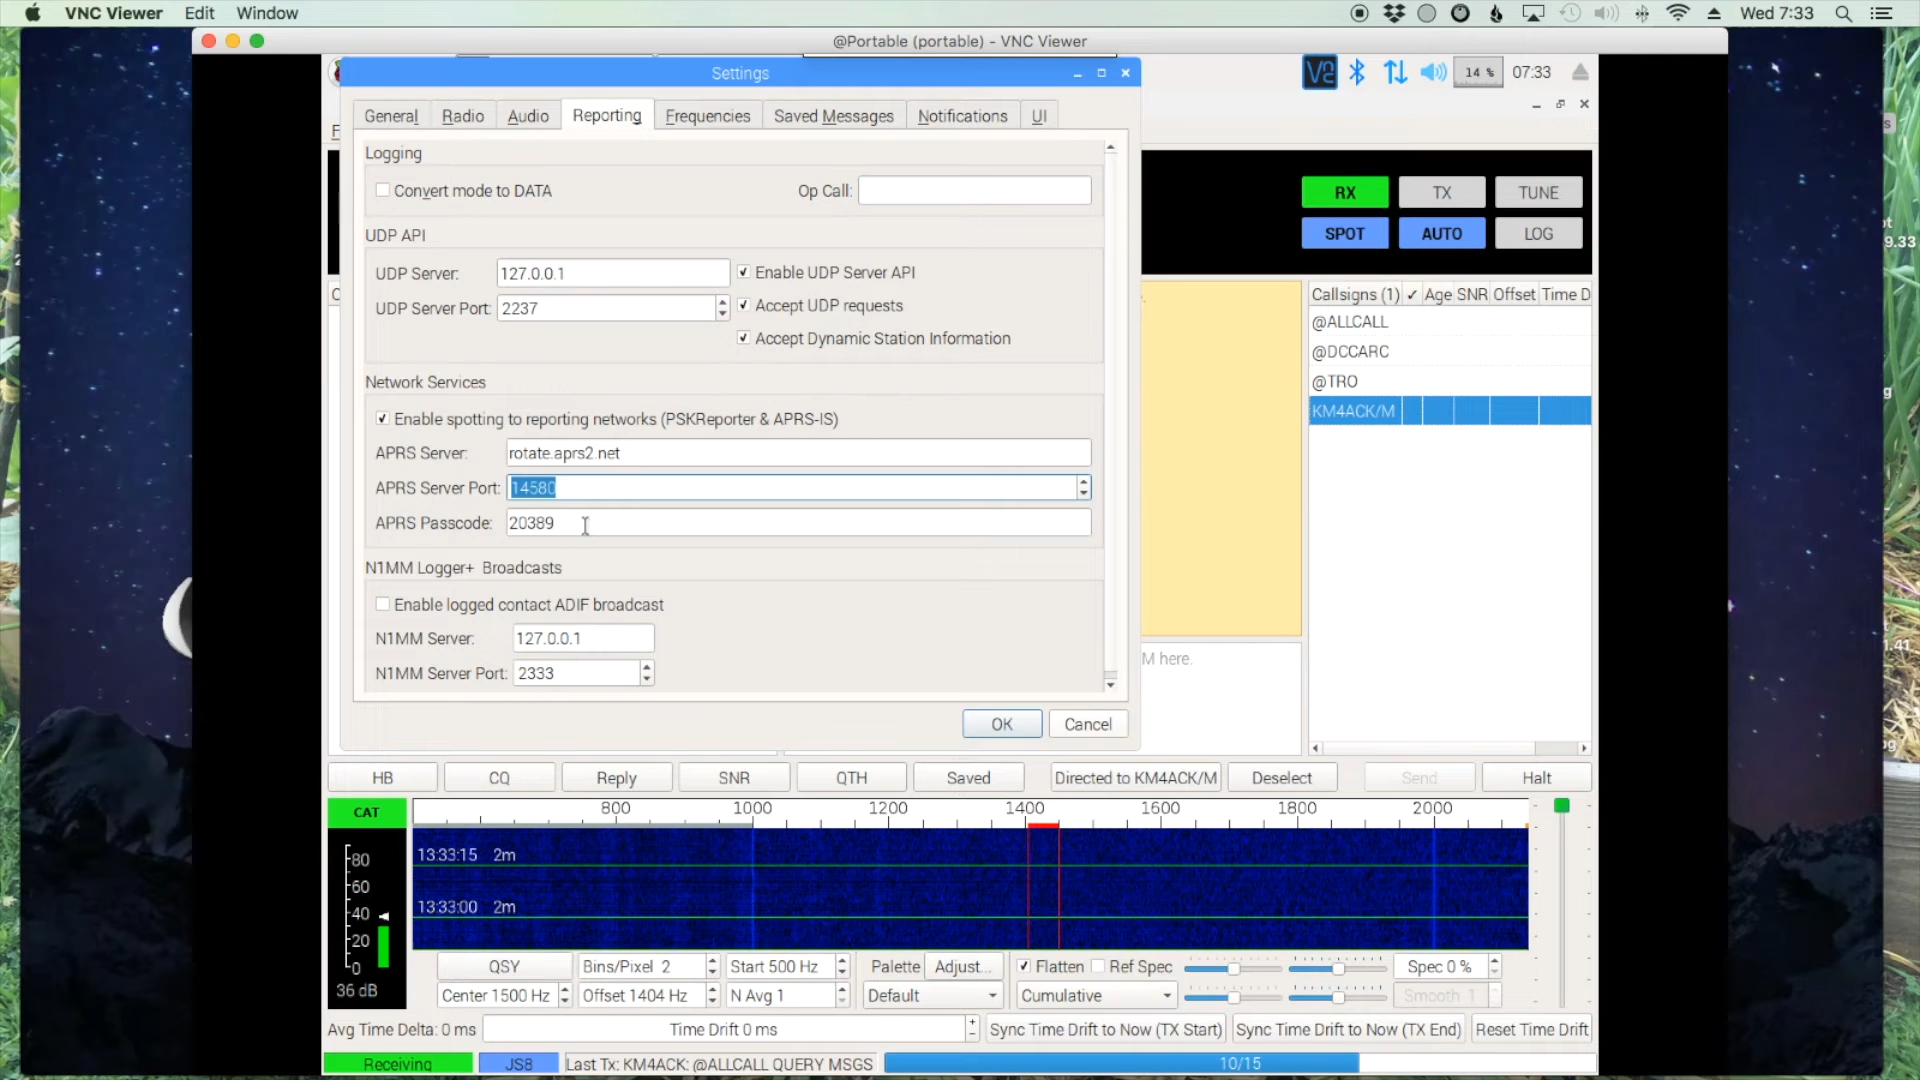 VNC Viewer Edit Window Wed 7:33
@Portable (portable) - VNC Viewer
Settings
14 % 07:33
General Radio Audio Reporting Frequencies Saved Messages Notifications UI
Logging
Convert mode to DATA Op Call:
RX TX TUNE
SPOT AUTO LOG
UDP API
UDP Server: 127.0.0.1 Enable UDP Server API
UDP Server Port: 2237 Accept UDP requests
Accept Dynamic Station Information
Callsigns (1) ✓ Age SNR Offset Time D
@ALLCALL
@DCCARC
@TRO
KM4ACK/M
Network Services
Enable spotting to reporting networks (PSKReporter & APRS-IS)
APRS Server: rotate.aprs2.net
APRS Server Port: 14580
APRS Passcode: 20389
N1MM Logger+ Broadcasts
Enable logged contact ADIF broadcast
N1MM Server: 127.0.0.1
N1MM Server Port: 2333
M here.
OK Cancel
HB CQ Reply SNR QTH Saved Directed to KM4ACK/M Deselect Send Halt
CAT 800 1000 1200 1400 1600 1800 2000
13:33:15 2m
13:33:00 2m
80
60
40
20
0
36 dB
QSY Bins/Pixel 2 Start 500 Hz Palette Adjust... Flatten Ref Spec Spec 0 %
Center 1500 Hz Offset 1404 Hz N Avg 1 Default Cumulative Smooth 1
Avg Time Delta: 0 ms Time Drift 0 ms Sync Time Drift to Now (TX Start) Sync Time Drift to Now (TX End) Reset Time Drift
Receiving JS8 Last Tx: KM4ACK: @ALLCALL QUERY MSGS 10/15